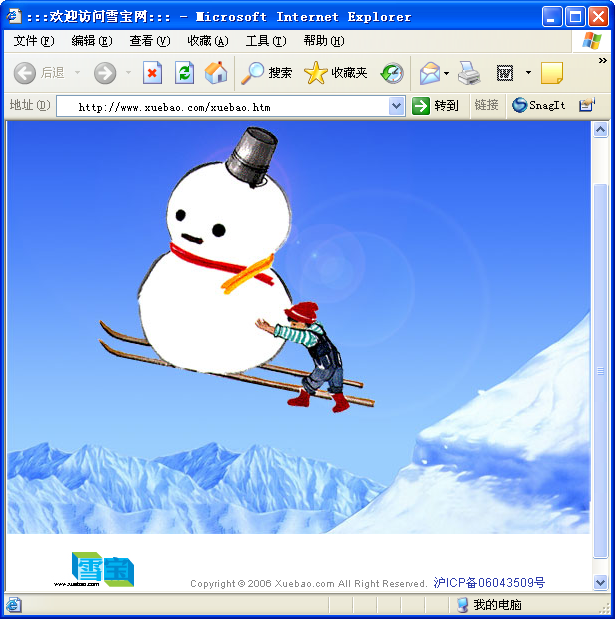 :::欢迎访问雪宝网::: - Microsoft Internet Explorer
文件(F) 编辑(E) 查看(V) 收藏(A) 工具(T) 帮助(H)
后退 搜索 收藏夹 W »
地址(D) http://www.xuebao.com/xuebao.htm 转到 链接 SnagIt
雪宝
www.xuebao.com
Copyright © 2006 Xuebao.com All Right Reserved. 沪ICP备06043509号
我的电脑